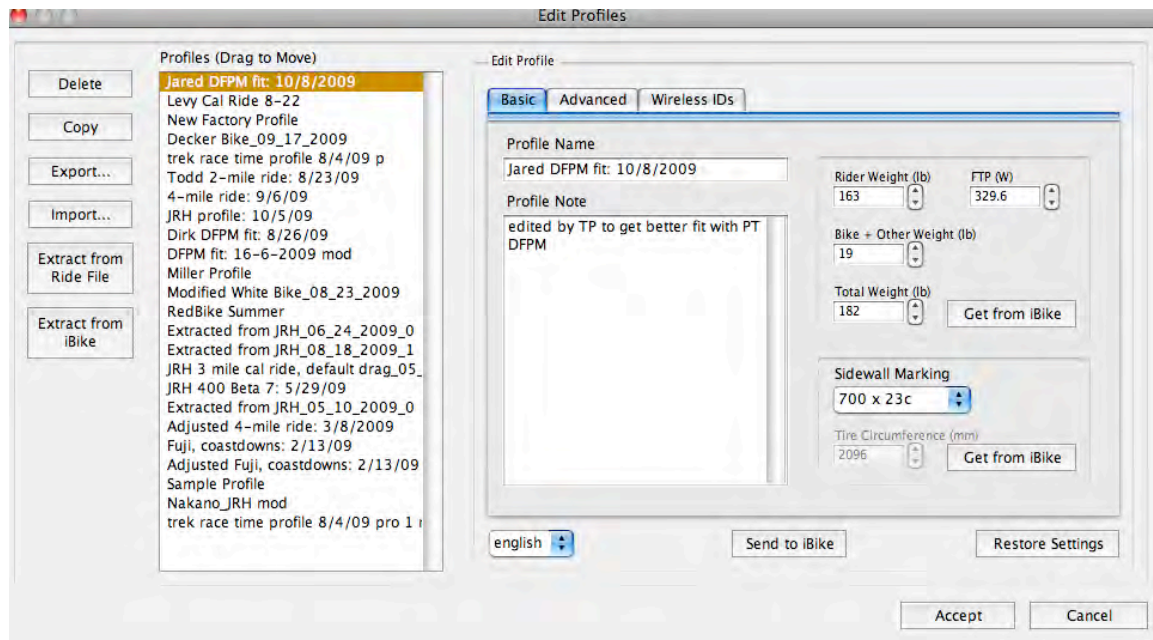 Edit Profiles
Delete
Copy
Export...
Import...
Extract from
Ride File
Extract from
iBike
Profiles (Drag to Move)
Jared DFPM fit: 10/8/2009
Levy Cal Ride 8-22
New Factory Profile
Decker Bike_09_17_2009
trek race time profile 8/4/09 p
Todd 2-mile ride: 8/23/09
4-mile ride: 9/6/09
JRH profile: 10/5/09
Dirk DFPM fit: 8/26/09
DFPM fit: 16-6-2009 mod
Miller Profile
Modified White Bike_08_23_2009
RedBike Summer
Extracted from JRH_06_24_2009_0
Extracted from JRH_08_18_2009_1
JRH 3 mile cal ride, default drag_05_
JRH 400 Beta 7: 5/29/09
Extracted from JRH_05_10_2009_0
Adjusted 4-mile ride: 3/8/2009
Fuji, coastdowns: 2/13/09
Adjusted Fuji, coastdowns: 2/13/09
Sample Profile
Nakano_JRH mod
trek race time profile 8/4/09 pro 1
Edit Profile
Basic Advanced Wireless IDs
Profile Name
Jared DFPM fit: 10/8/2009
Profile Note
edited by TP to get better fit with PT
DFPM
Rider Weight (lb) FTP (W)
163 329.6
Bike + Other Weight (lb)
19
Total Weight (lb)
182 Get from iBike
Sidewall Marking
700 x 23c
Tire Circumference (mm)
2096 Get from iBike
english Send to iBike Restore Settings
Accept Cancel